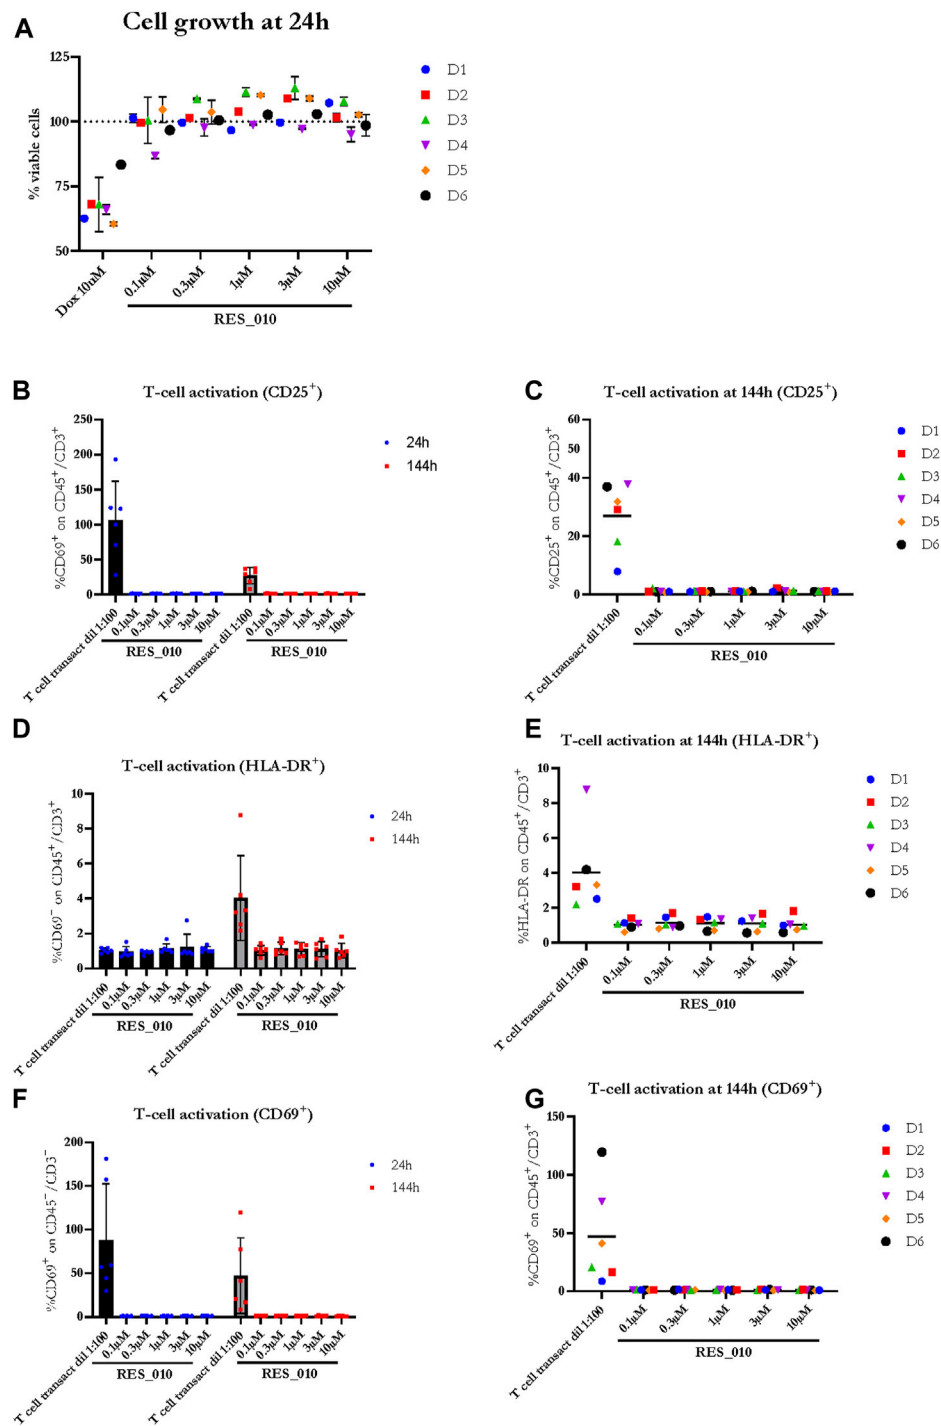 A
Cell growth at 24h
% viable cells
125
100
75
50
Dox 10nM
0.1µM
0.3µM
1µM
3µM
10µM
RES_010
D1
D2
D3
D4
D5
D6
B
T-cell activation (CD25⁺)
%CD69⁺ on CD45⁺/CD3⁺
250
200
150
100
50
0
T cell transact dil 1:100
0.1µM
0.3µM
1µM
3µM
10µM
T cell transact dil 1:100
0.1µM
0.3µM
1µM
3µM
10µM
RES_010
RES_010
24h
144h
C
T-cell activation at 144h (CD25⁺)
%CD25⁺ on CD45⁺/CD3⁺
60
40
20
0
T cell transact dil 1:100
0.1µM
0.3µM
1µM
3µM
10µM
RES_010
D1
D2
D3
D4
D5
D6
D
T-cell activation (HLA-DR⁺)
%CD69⁻ on CD45⁺/CD3⁺
10
8
6
4
2
0
T cell transact dil 1:100
0.1µM
0.3µM
1µM
3µM
10µM
T cell transact dil 1:100
0.1µM
0.3µM
1µM
3µM
10µM
RES_010
RES_010
24h
144h
E
T-cell activation at 144h (HLA-DR⁺)
%HLA-DR on CD45⁺/CD3⁺
10
8
6
4
2
0
T cell transact dil 1:100
0.1µM
0.3µM
1µM
3µM
10µM
RES_010
D1
D2
D3
D4
D5
D6
F
T-cell activation (CD69⁺)
%CD69⁺ on CD45⁻/CD3⁻
200
150
100
50
0
T cell transact dil 1:100
0.1µM
0.3µM
1µM
3µM
10µM
T cell transact dil 1:100
0.1µM
0.3µM
1µM
3µM
10µM
RES_010
RES_010
24h
144h
G
T-cell activation at 144h (CD69⁺)
%CD69⁺ on CD45⁺/CD3⁺
150
100
50
0
T cell transact dil 1:100
0.1µM
0.3µM
1µM
3µM
10µM
RES_010
D1
D2
D3
D4
D5
D6